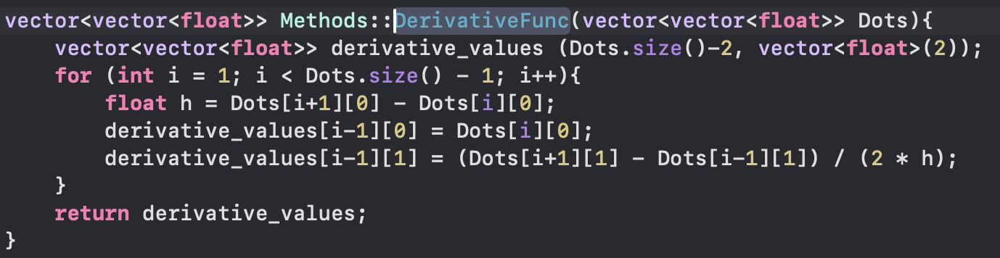 vector<vector<float>> Methods::DerivativeFunc(vector<vector<float>> Dots){
    vector<vector<float>> derivative_values (Dots.size()-2, vector<float>(2));
    for (int i = 1; i < Dots.size() - 1; i++){
        float h = Dots[i+1][0] - Dots[i][0];
        derivative_values[i-1][0] = Dots[i][0];
        derivative_values[i-1][1] = (Dots[i+1][1] - Dots[i-1][1]) / (2 * h);
    }
    return derivative_values;
}